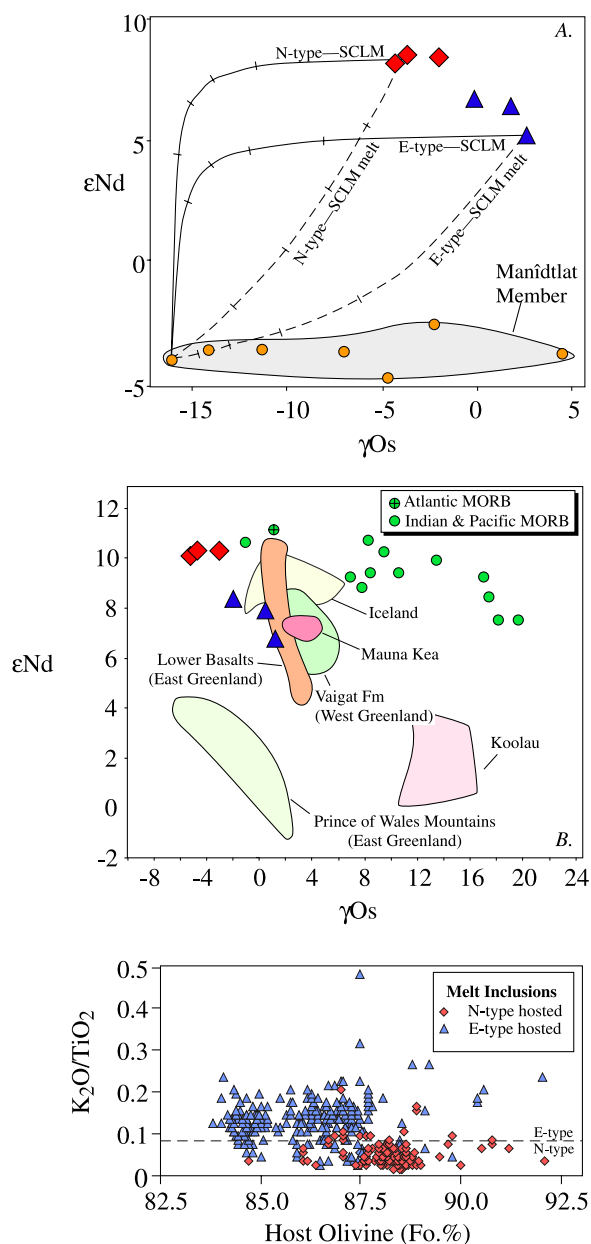 A.
10
5
0
-5
εNd
N-type—SCLM
E-type—SCLM
N-type—SCLM melt
E-type—SCLM melt
Manîdtlat
Member
-15
-10
-5
0
5
γOs
12
10
8
6
4
2
0
-2
εNd
Atlantic MORB
Indian & Pacific MORB
Iceland
Mauna Kea
Lower Basalts
(East Greenland)
Vaigat Fm
(West Greenland)
Koolau
Prince of Wales Mountains
(East Greenland)
B.
-8
-4
0
4
8
12
16
20
24
γOs
0.5
0.4
0.3
0.2
0.1
0
K₂O/TiO₂
Melt Inclusions
N-type hosted
E-type hosted
E-type
N-type
82.5
85.0
87.5
90.0
92.5
Host Olivine (Fo.%)